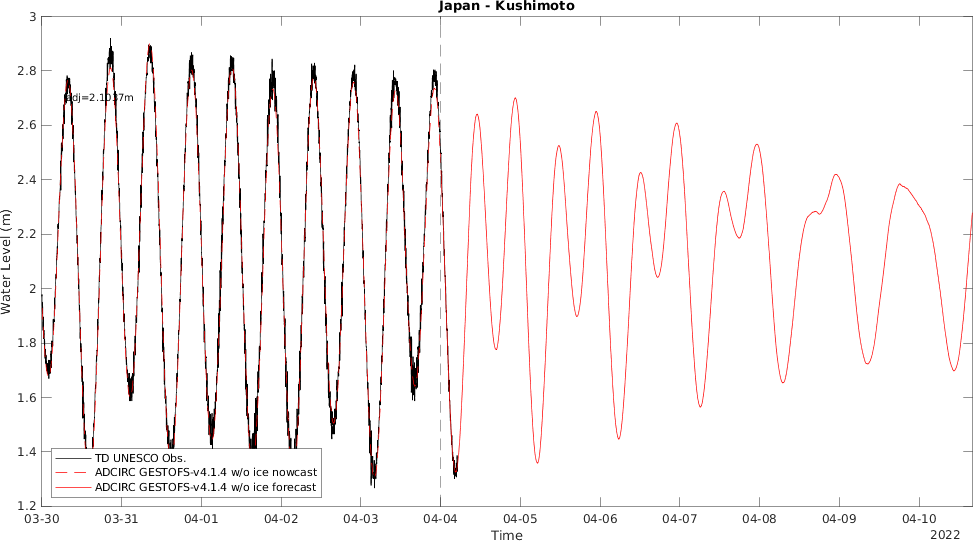 Japan - Kushimoto
3
2.8
2.6
2.4
2.2
2
1.8
1.6
1.4
1.2
Water Level (m)
adj=2.1037m
TD UNESCO Obs.
ADCIRC GESTOFS-v4.1.4 w/o ice nowcast
ADCIRC GESTOFS-v4.1.4 w/o ice forecast
03-30 03-31 04-01 04-02 04-03 04-04 04-05 04-06 04-07 04-08 04-09 04-10
Time
2022